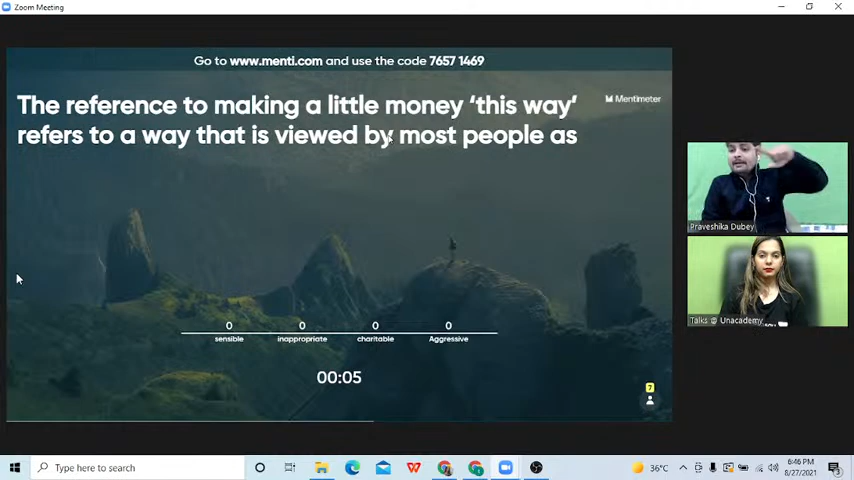 Zoom Meeting
Go to www.menti.com and use the code 7657 1469
The reference to making a little money ‘this way’
refers to a way that is viewed by most people as
Mentimeter
Praveshika Dubey
Talks @ Unacademy
0 0 0 0
sensible inappropriate charitable Aggressive
00:05
7
Type here to search
36°C
6:46 PM
8/27/2021
3